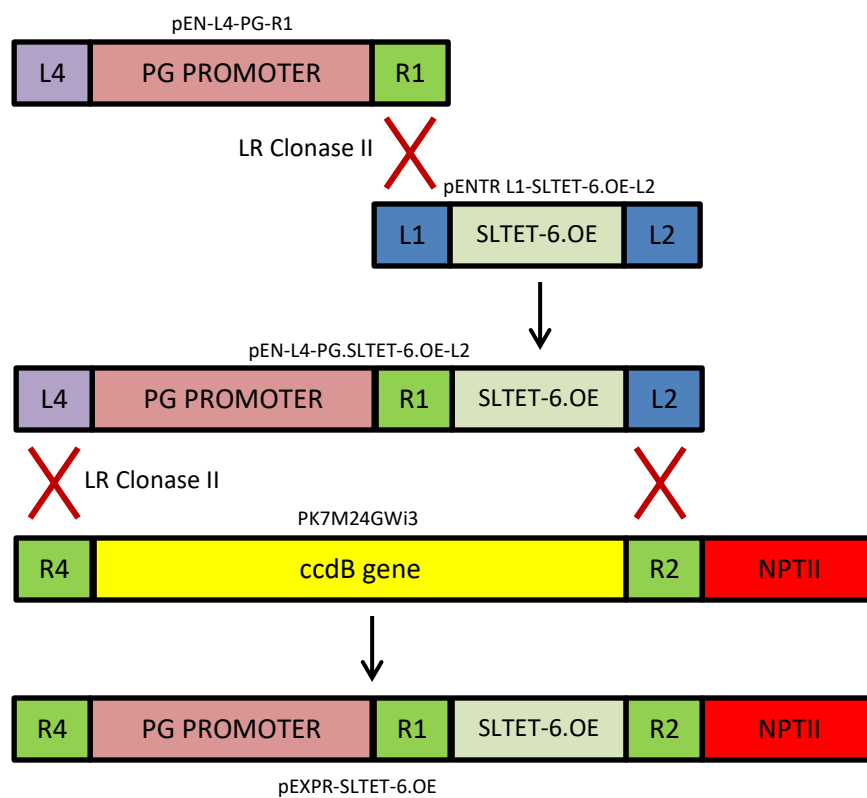 pEN-L4-PG-R1
L4 PG PROMOTER R1
LR Clonase II
pENTR L1-SLTET-6.OE-L2
L1 SLTET-6.OE L2
pEN-L4-PG.SLTET-6.OE-L2
L4 PG PROMOTER R1 SLTET-6.OE L2
LR Clonase II
PK7M24GWi3
R4 ccdB gene R2 NPTII
R4 PG PROMOTER R1 SLTET-6.OE R2 NPTII
pEXPR-SLTET-6.OE